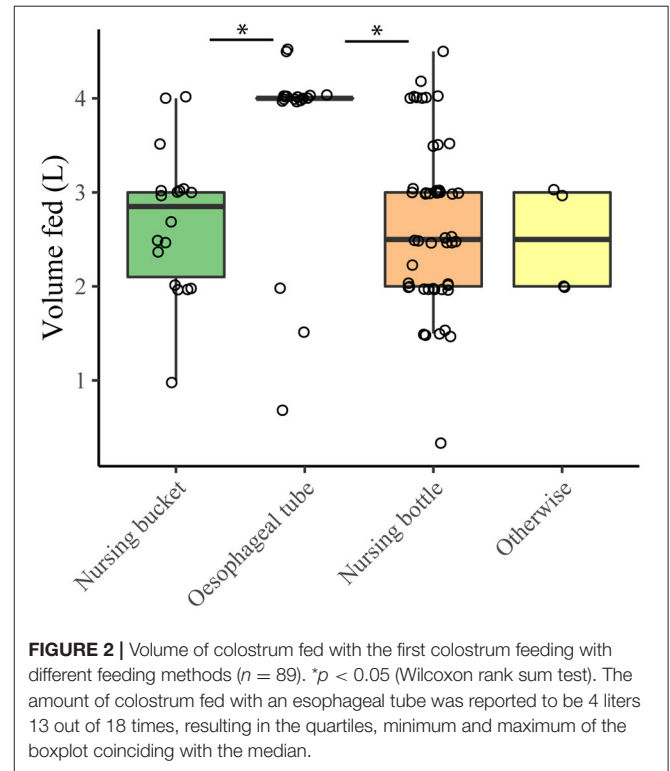 * *
Volume fed (L)
4
3
2
1
Nursing bucket
Oesophageal tube
Nursing bottle
Otherwise
FIGURE 2 | Volume of colostrum fed with the first colostrum feeding with
different feeding methods (n = 89). *p < 0.05 (Wilcoxon rank sum test). The
amount of colostrum fed with an esophageal tube was reported to be 4 liters
13 out of 18 times, resulting in the quartiles, minimum and maximum of the
boxplot coinciding with the median.